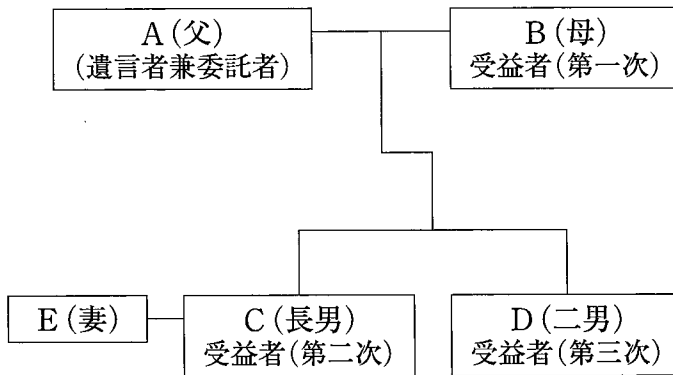 A(父)
(遺言者兼委託者)
B(母)
受益者(第一次)
E(妻)
C(長男)
受益者(第二次)
D(二男)
受益者(第三次)